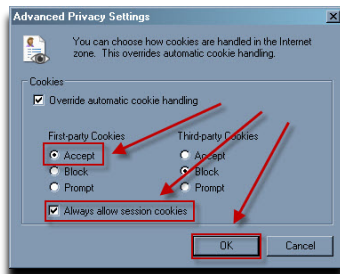 Advanced Privacy Settings
You can choose how cookies are handled in the Internet
zone. This overrides automatic cookie handling.
Cookies
Override automatic cookie handling
First-party Cookies Third-party Cookies
Accept Accept
Block Block
Prompt Prompt
Always allow session cookies
OK Cancel